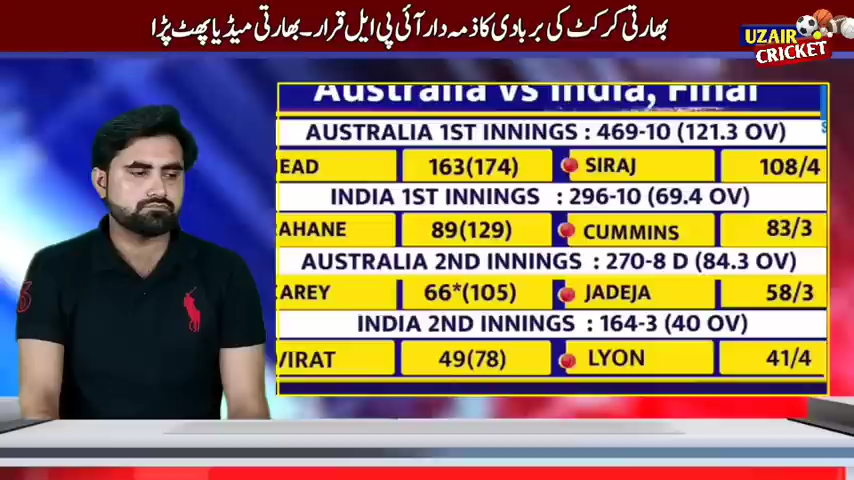 بھارتی کرکٹ کی بربادی کا ذمہ دار آئی پی ایل قرار۔ بھارتی میڈیا پھٹ پڑا
UZAIR
CRICKET
Australia vs India, Final
AUSTRALIA 1ST INNINGS : 469-10 (121.3 OV)
EAD 163(174) SIRAJ 108/4
INDIA 1ST INNINGS : 296-10 (69.4 OV)
AHANE 89(129) CUMMINS 83/3
AUSTRALIA 2ND INNINGS : 270-8 D (84.3 OV)
AREY 66*(105) JADEJA 58/3
INDIA 2ND INNINGS : 164-3 (40 OV)
VIRAT 49(78) LYON 41/4